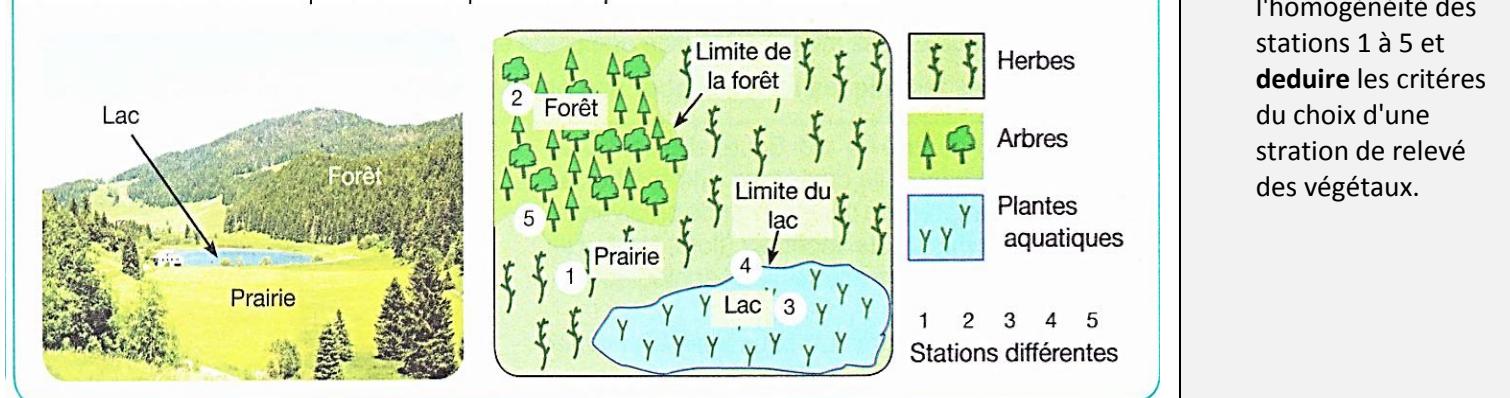 Lac
Forêt
Prairie
2
Forêt
Limite de
la forêt
5
Limite du
lac
Prairie
1
4
Lac
3
Herbes
Arbres
Plantes
aquatiques
1 2 3 4 5
Stations différentes
l'homogénéité des
stations 1 à 5 et
deduire les critéres
du choix d'une
stration de relevé
des végétaux.